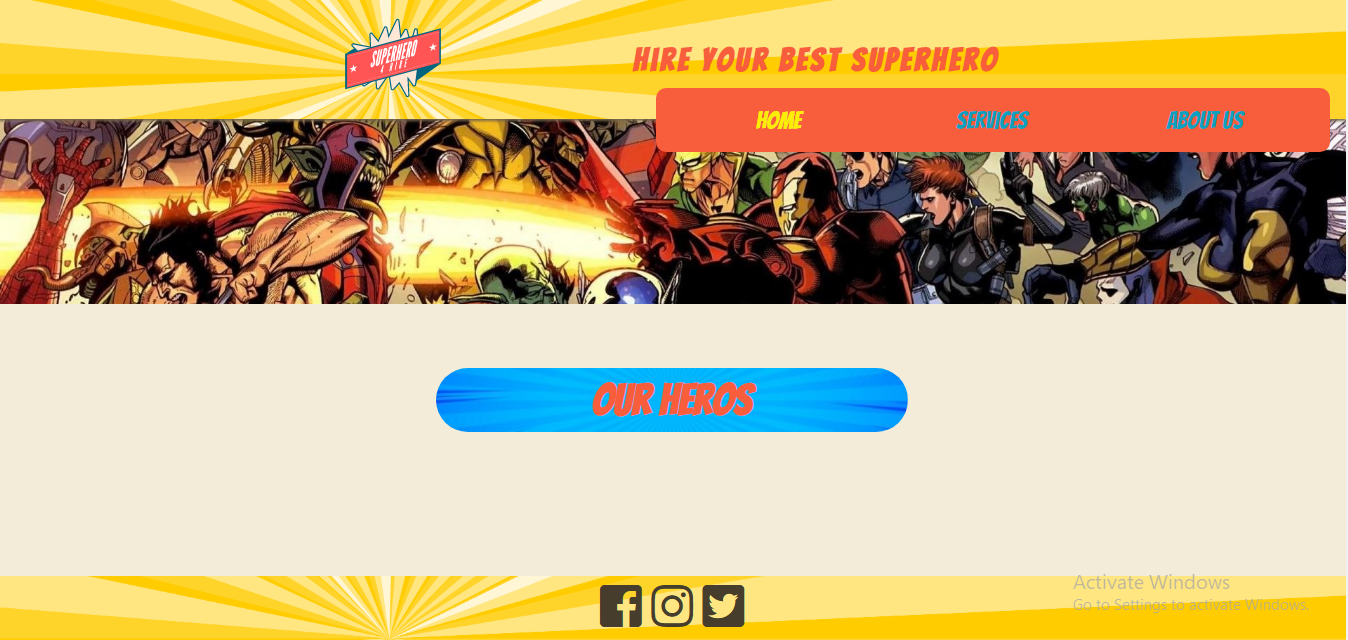 SUPERHERO
4 HIRE
HIRE YOUR BEST SUPERHERO
HOME
SERVICES
ABOUT US
OUR HEROS
Activate Windows
Go to Settings to activate Windows.